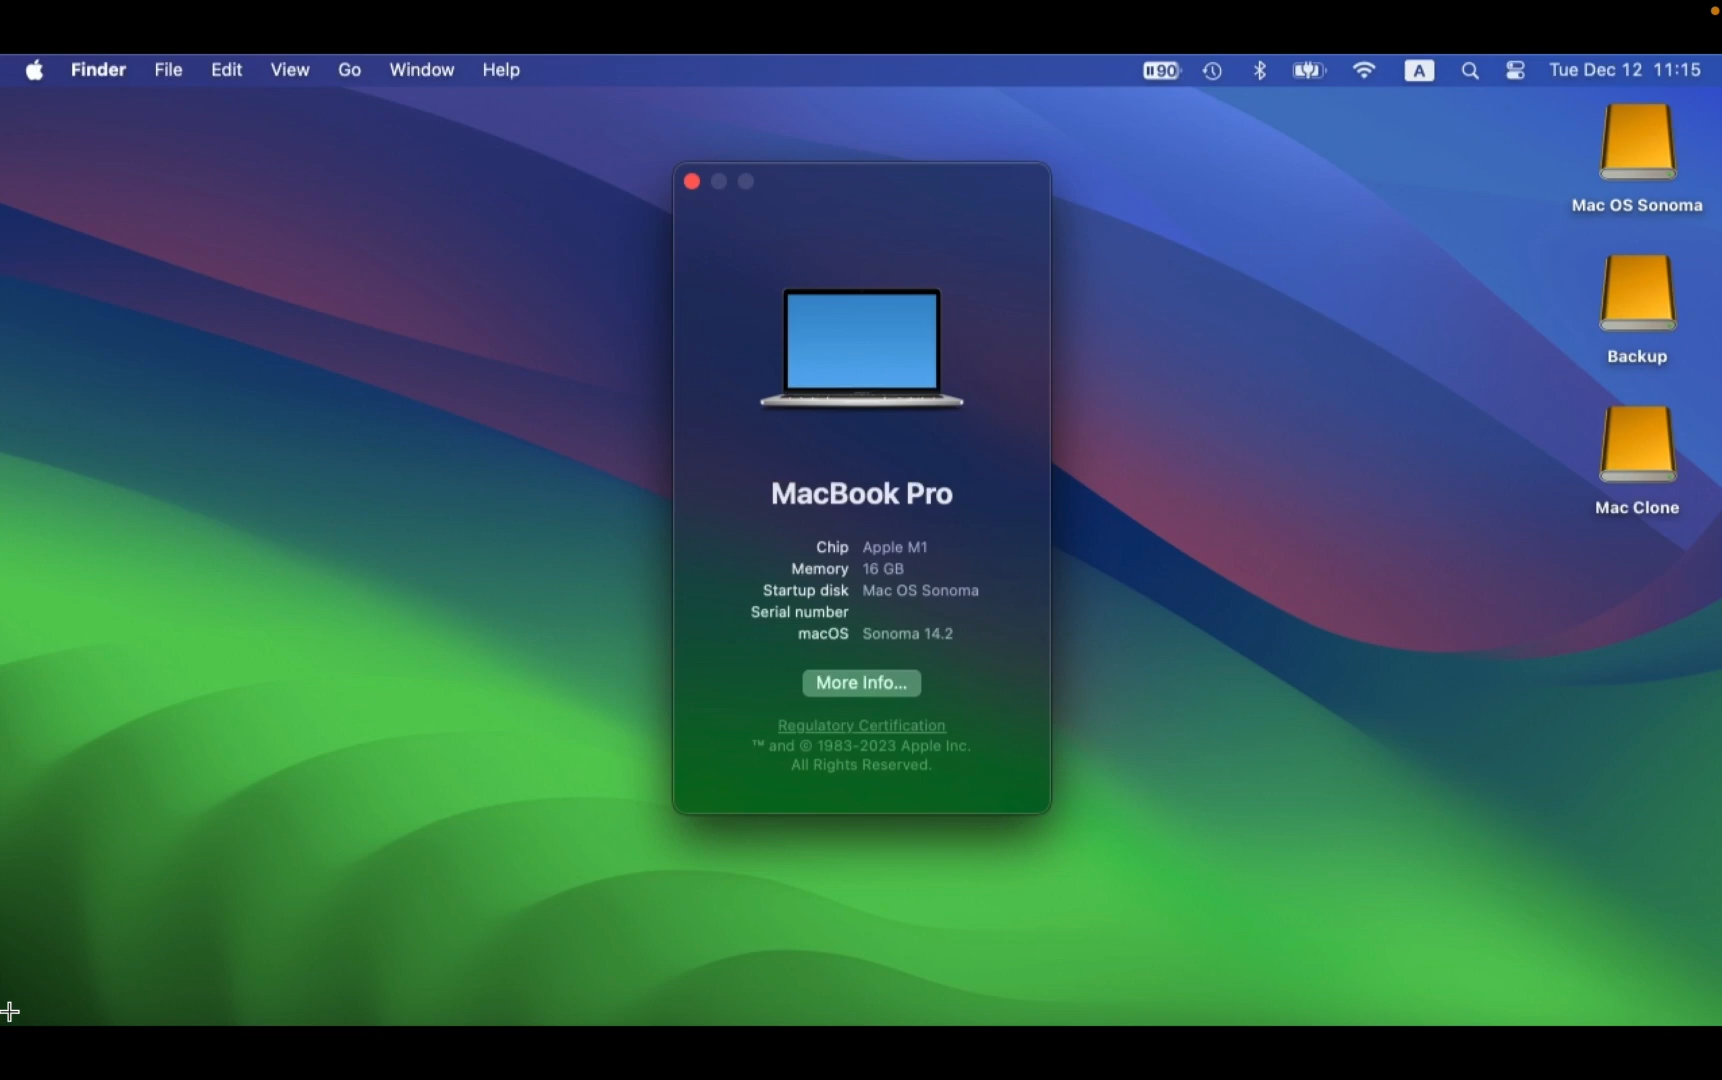 Finder File Edit View Go Window Help 90 A Tue Dec 12 11:15
Mac OS Sonoma
Backup
Mac Clone
MacBook Pro
Chip Apple M1
Memory 16 GB
Startup disk Mac OS Sonoma
Serial number
macOS Sonoma 14.2
More Info...
Regulatory Certification
™ and © 1983-2023 Apple Inc.
All Rights Reserved.